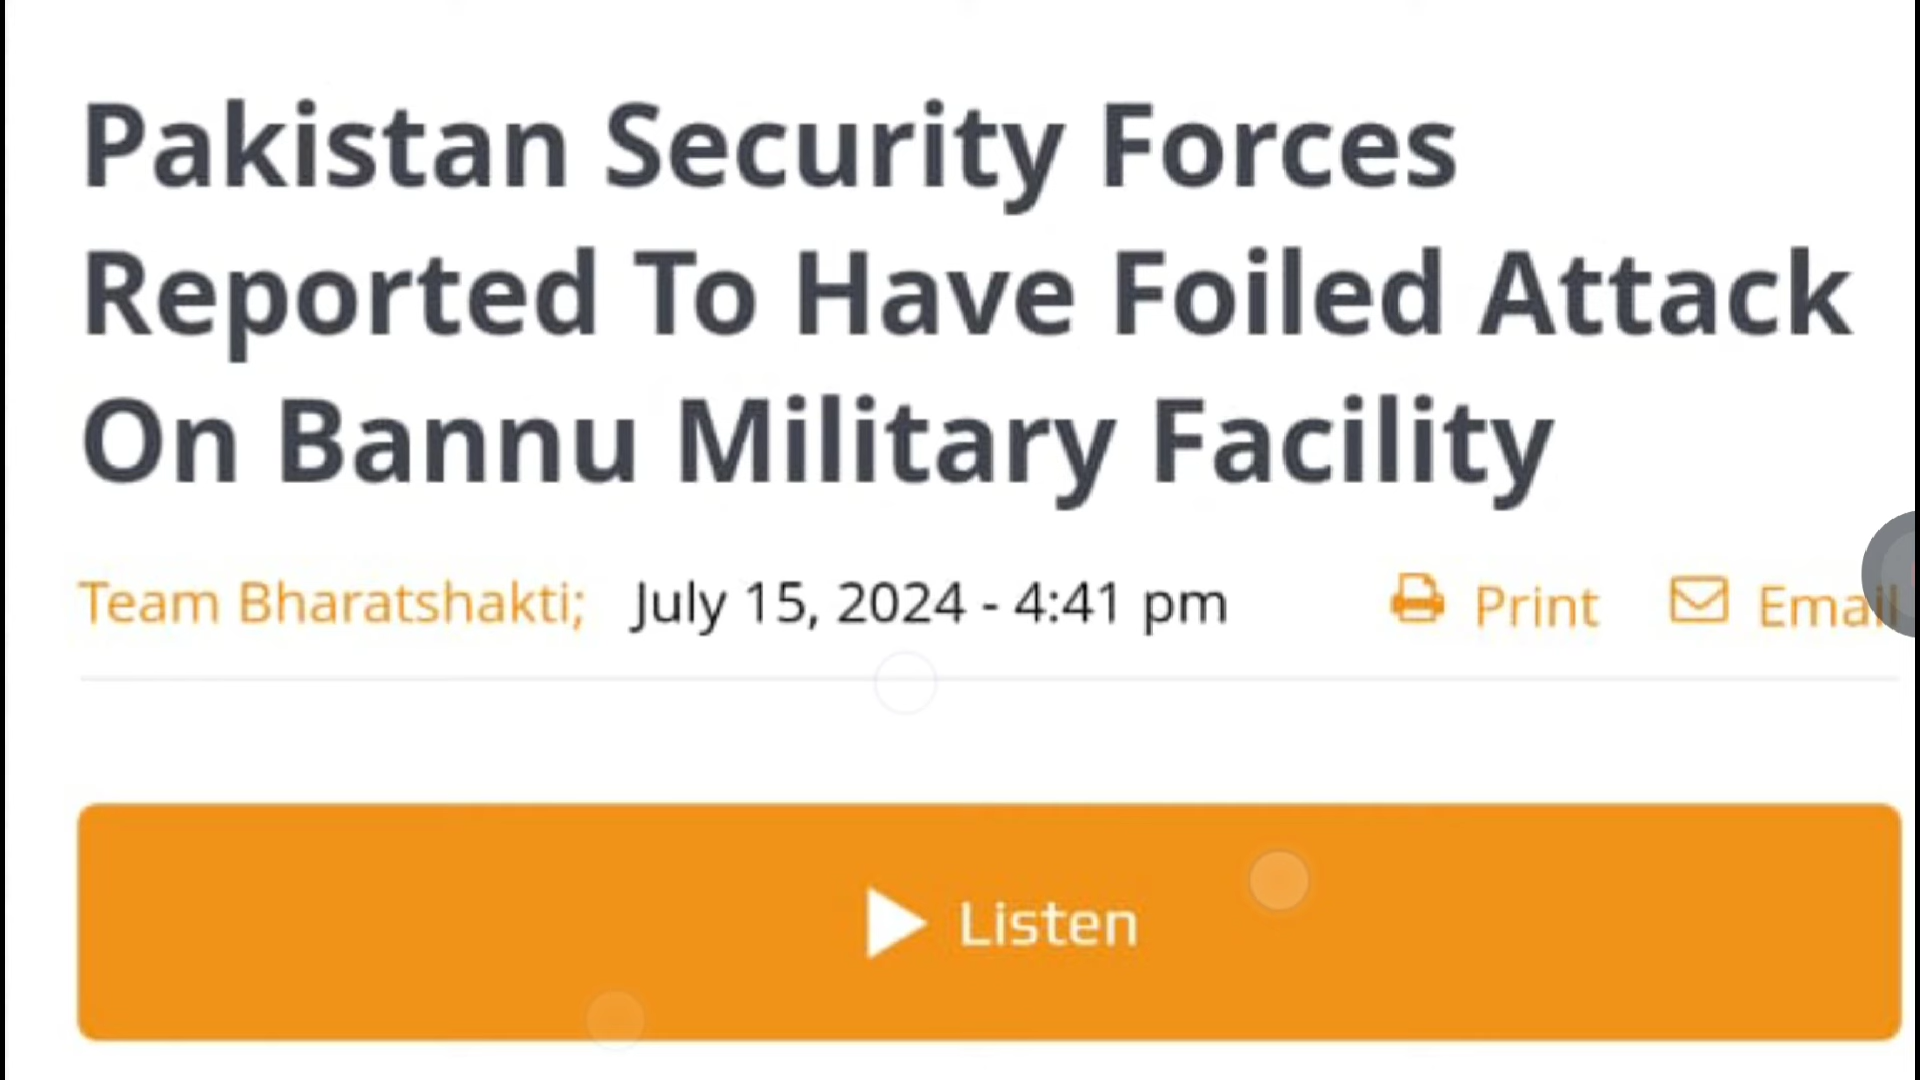 Pakistan Security Forces
Reported To Have Foiled Attack
On Bannu Military Facility
Team Bharatshakti; July 15, 2024 - 4:41 pm Print Email
Listen